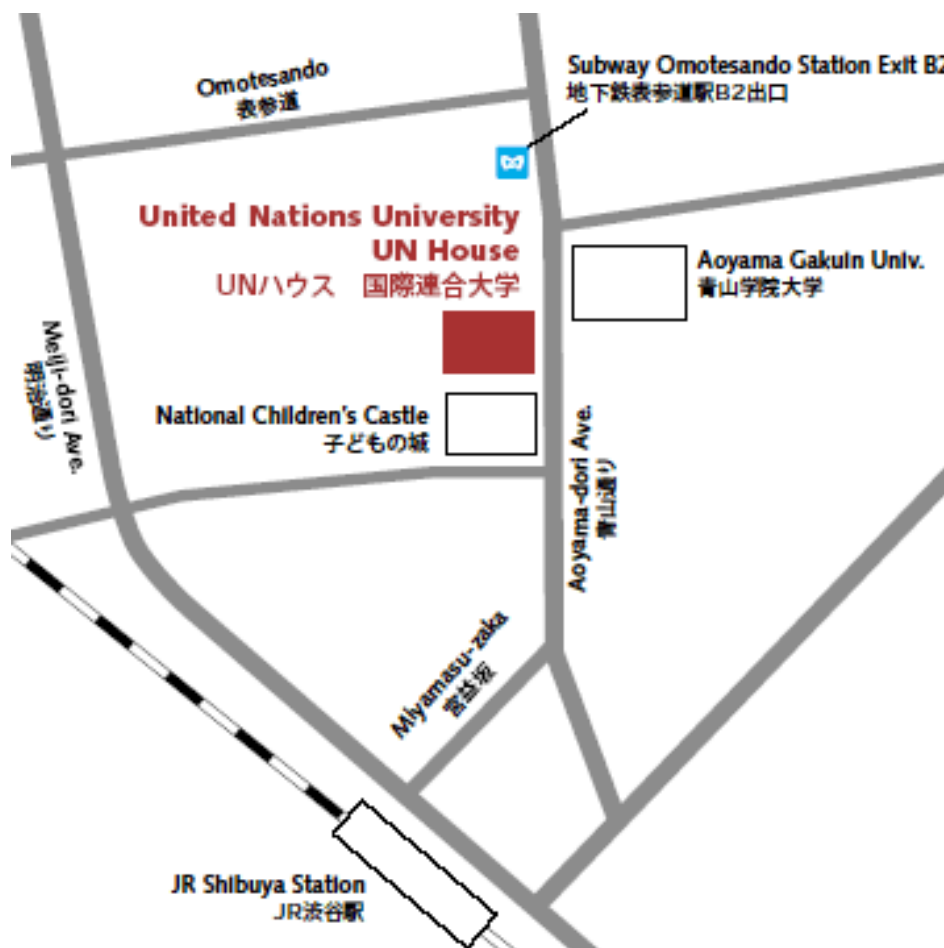 Omotesando
表参道
Subway Omotesando Station Exit B2
地下鉄表参道駅B2出口
United Nations University
UN House
UNハウス　国際連合大学
Aoyama Gakuin Univ.
青山学院大学
Meiji-dori Ave.
明治通り
National Children's Castle
子どもの城
Aoyama-dori Ave.
青山通り
Miyamasu-zaka
宮益坂
JR Shibuya Station
JR渋谷駅